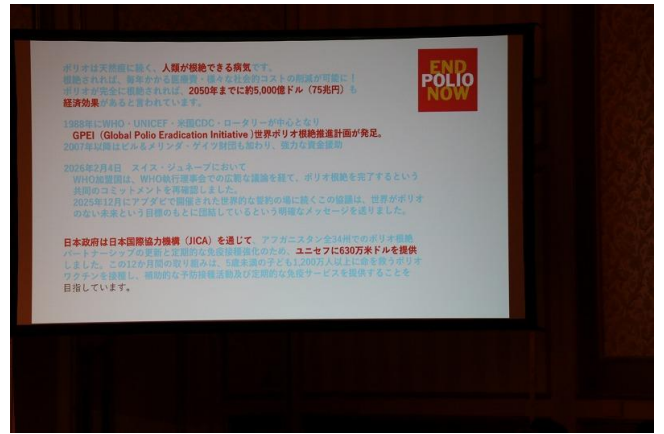 END
POLIO
NOW
ポリオは天然痘に続く、人類が根絶できる病気です。
根絶されれば、毎年かかる医療費・様々な社会的コストの削減が可能に！
ポリオが完全に根絶されれば、2050年までに約5,000億ドル（75兆円）も
経済効果があると言われています。
1988年にWHO・UNICEF・米国CDC・ロータリーが中心となり
GPEI（Global Polio Eradication Initiative）世界ポリオ根絶推進計画が発足。
2007年以降はビル&メリンダ・ゲイツ財団も加わり、強力な資金援助
2026年2月4日　スイス・ジュネーブにおいて
WHO加盟国は、WHO執行理事会での広範な議論を経て、ポリオ根絶を完了するという
共同のコミットメントを再確認しました。
2025年12月にアブダビで開催された世界的な誓約の場に続くこの協議は、世界がポリオ
のない未来という目標のもとに団結しているという明確なメッセージを送りました。
日本政府は日本国際協力機構（JICA）を通じて、アフガニスタン全34州でのポリオ根絶
パートナーシップの更新と定期的な免疫接種強化のため、ユニセフに630万米ドルを提供
しました。この12か月間の取り組みは、5歳未満の子ども1,200万人以上に命を救うポリオ
ワクチンを接種し、補助的な予防接種活動及び定期的な免疫サービスを提供することを
目指しています。